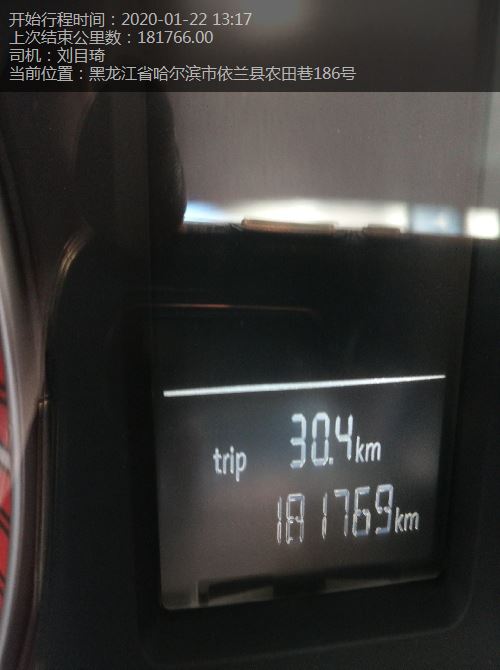 开始行程时间：2020-01-22 13:17
上次结束公里数：181766.00
司机：刘目琦
当前位置：黑龙江省哈尔滨市依兰县农田巷186号
trip 30.4km
181769km